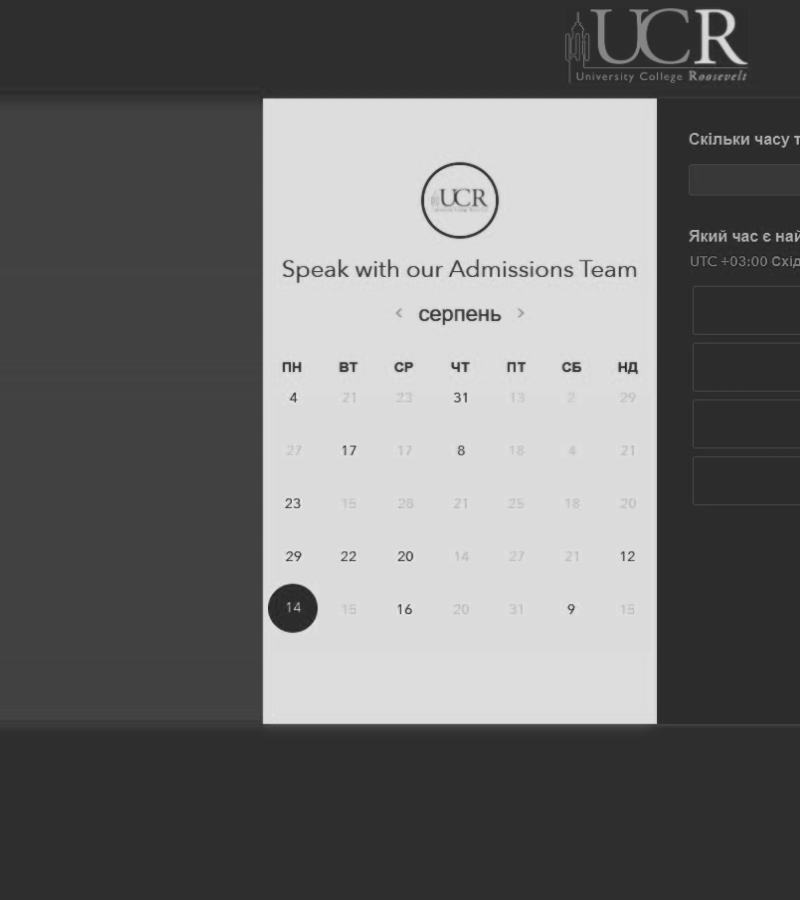 UCR
University College Roosevelt
UCR
Speak with our Admissions Team
< серпень >
ПН ВТ СР ЧТ ПТ СБ НД
4 21 23 31 13 2 29
27 17 17 8 18 4 21
23 15 28 21 25 18 20
29 22 20 14 27 21 12
14 15 16 20 31 9 15
Скільки часу т
Який час є най
UTC +03:00 Схід